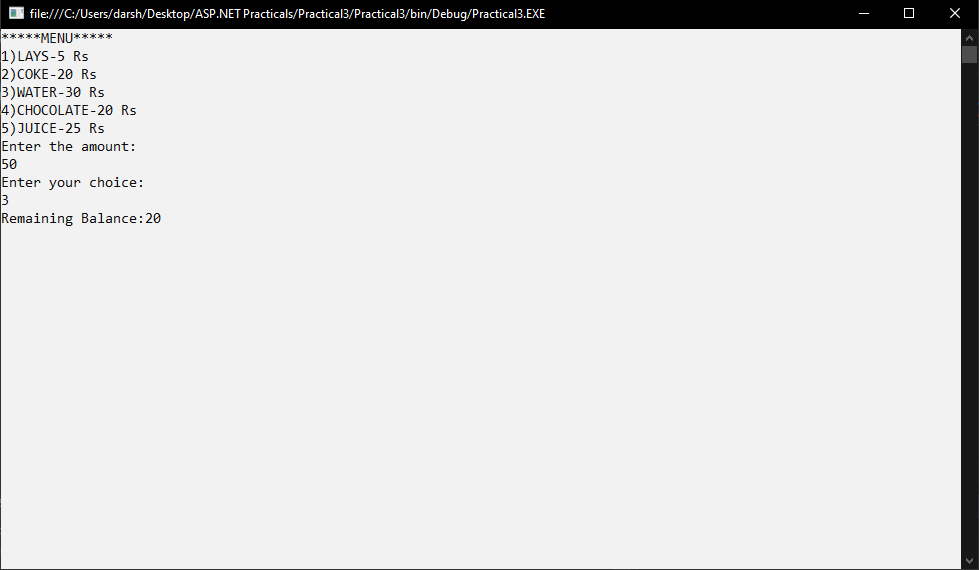 file:///C:/Users/darsh/Desktop/ASP.NET Practicals/Practical3/Practical3/bin/Debug/Practical3.EXE
*****MENU*****
1)LAYS-5 Rs
2)COKE-20 Rs
3)WATER-30 Rs
4)CHOCOLATE-20 Rs
5)JUICE-25 Rs
Enter the amount:
50
Enter your choice:
3
Remaining Balance:20